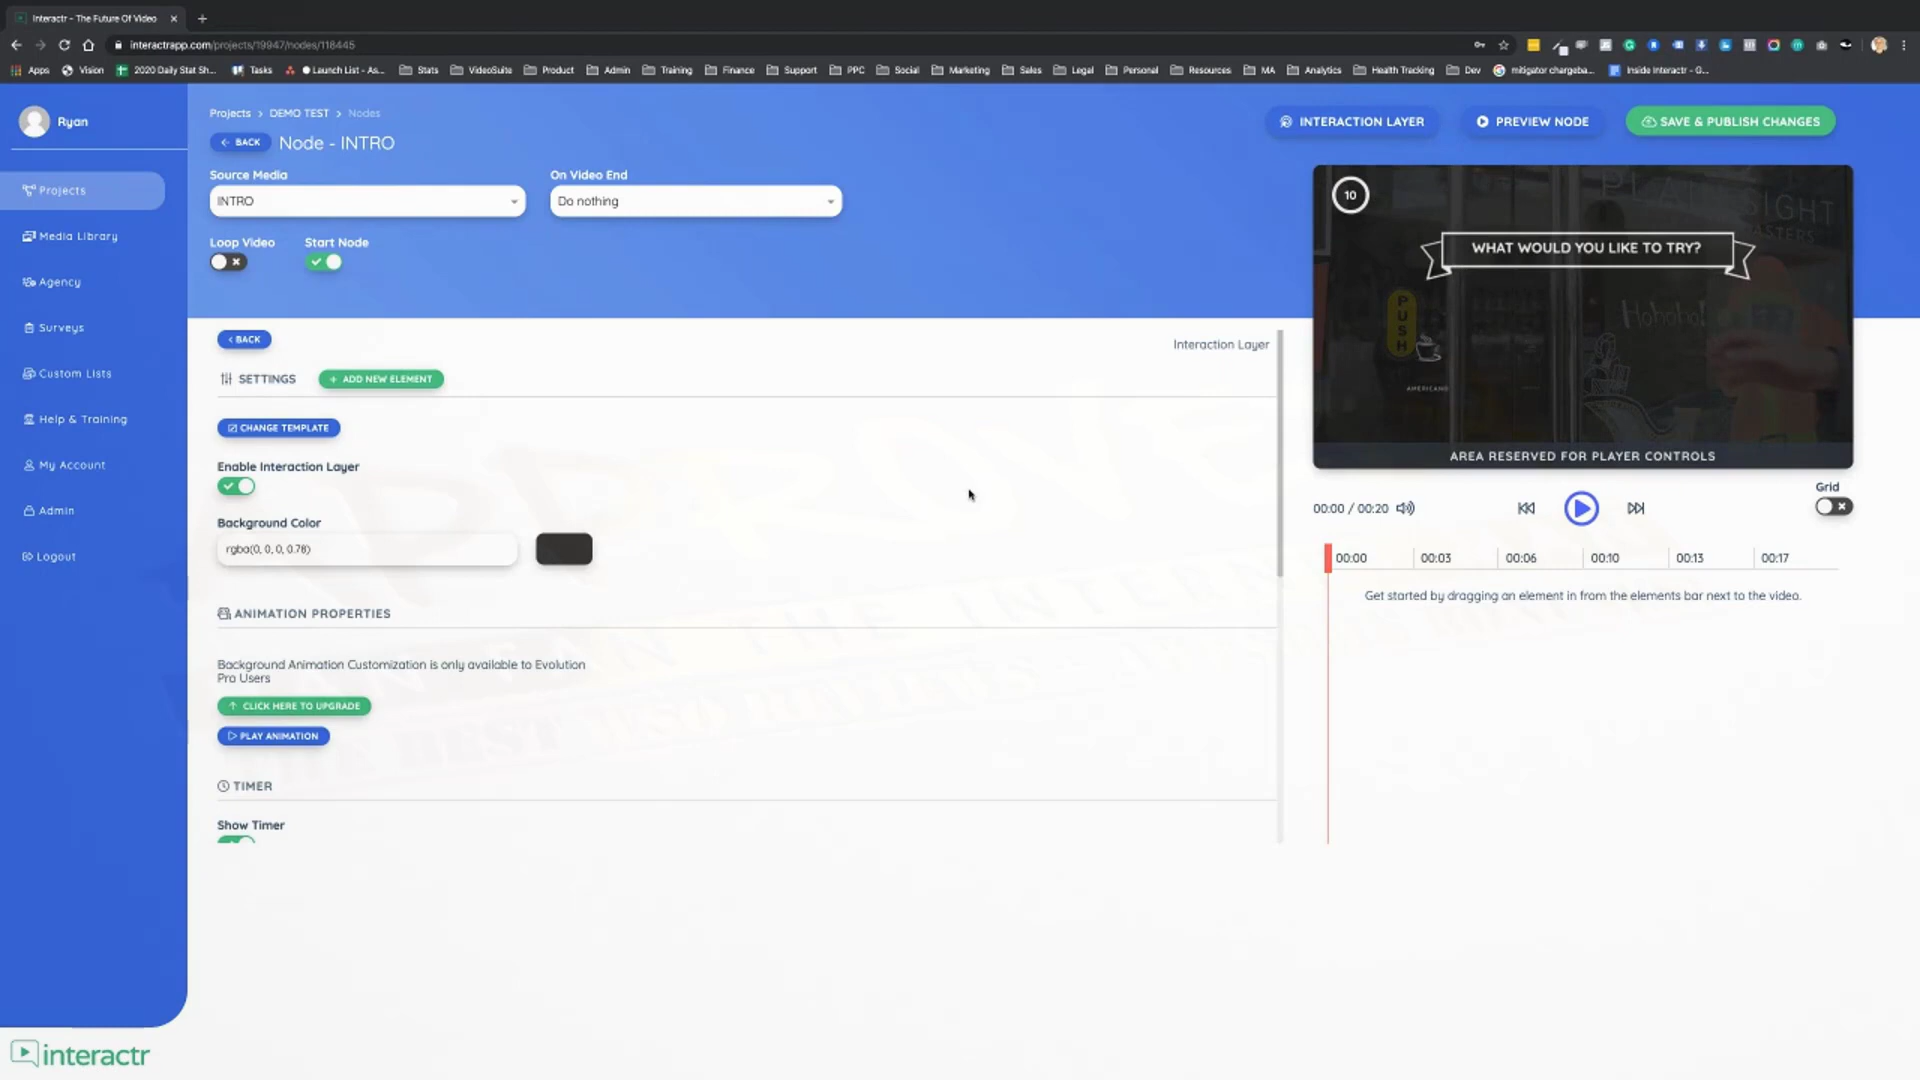 Interactr - The Future Of Video
interactrapp.com/projects/19947/nodes/118445
Apps
Vision
2020 Daily Stat Sh...
Tasks
Launch List - As...
Stats
VideoSuite
Product
Admin
Training
Finance
Support
PPC
Social
Marketing
Sales
Legal
Personal
Resources
MA
Analytics
Health Tracking
Dev
mitigator chargeba...
Inside Interactr - G...
Ryan
Projects
Media Library
Agency
Surveys
Custom Lists
Help & Training
My Account
Admin
Logout
interactr
Projects > DEMO TEST > Nodes
BACK
Node - INTRO
INTERACTION LAYER
PREVIEW NODE
SAVE & PUBLISH CHANGES
Source Media
On Video End
INTRO
Do nothing
Loop Video
Start Node
< BACK
Interaction Layer
SETTINGS
+ ADD NEW ELEMENT
CHANGE TEMPLATE
Enable Interaction Layer
Background Color
rgba(0, 0, 0, 0.78)
ANIMATION PROPERTIES
Background Animation Customization is only available to Evolution
Pro Users
CLICK HERE TO UPGRADE
PLAY ANIMATION
TIMER
Show Timer
10
WHAT WOULD YOU LIKE TO TRY?
PUSH
Hohoho!
AMERICANO
AREA RESERVED FOR PLAYER CONTROLS
00:00 / 00:20
Grid
00:00
00:03
00:06
00:10
00:13
00:17
Get started by dragging an element in from the elements bar next to the video.